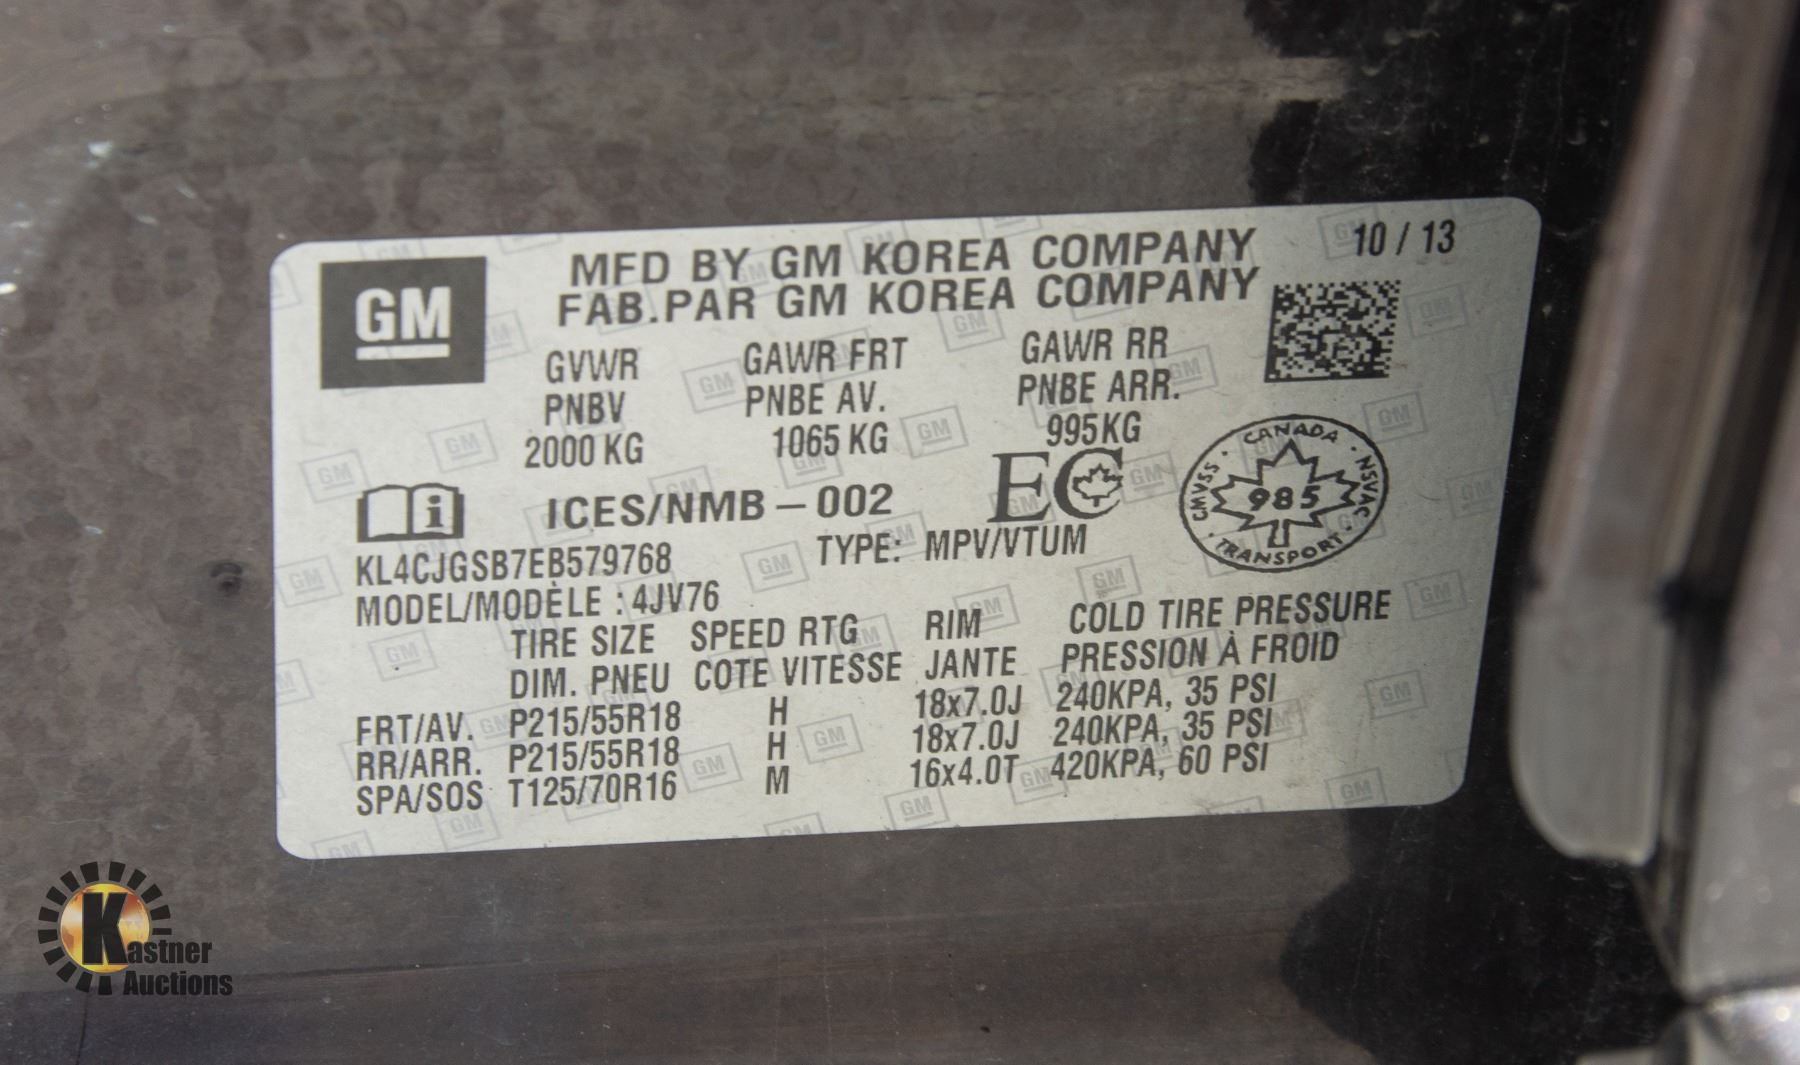 GM
MFD BY GM KOREA COMPANY
10 / 13
FAB.PAR GM KOREA COMPANY
GVWR GAWR FRT GAWR RR
PNBV PNBE AV. PNBE ARR.
2000 KG 1065 KG 995KG
ICES/NMB – 002 EC
CANADA
CMVSS 985 NSVAC
TRANSPORT
KL4CJGSB7EB579768 TYPE: MPV/VTUM
MODEL/MODÈLE : 4JV76
TIRE SIZE SPEED RTG RIM COLD TIRE PRESSURE
DIM. PNEU COTE VITESSE JANTE PRESSION À FROID
FRT/AV. P215/55R18 H 18x7.0J 240KPA, 35 PSI
RR/ARR. P215/55R18 H 18x7.0J 240KPA, 35 PSI
SPA/SOS T125/70R16 M 16x4.0T 420KPA, 60 PSI
Kastner
Auctions